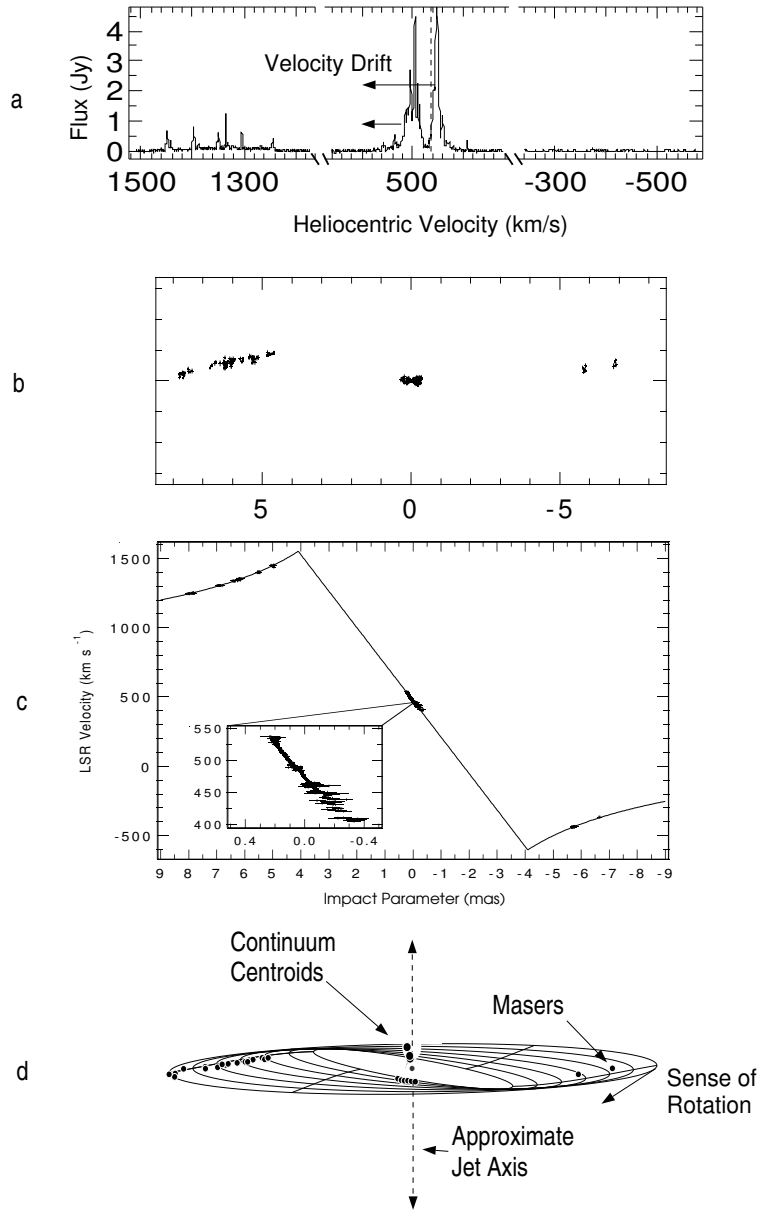 a
Flux (Jy)
4
3
2
1
0
Velocity Drift
1500 1300 500 -300 -500
Heliocentric Velocity (km/s)
b
5 0 -5
c
LSR Velocity (km s -1)
1500
1000
500
0
-500
550
500
450
400
0.4 0.0 -0.4
9 8 7 6 5 4 3 2 1 0 -1 -2 -3 -4 -5 -6 -7 -8 -9
Impact Parameter (mas)
d
Continuum
Centroids
Masers
Sense of
Rotation
Approximate
Jet Axis